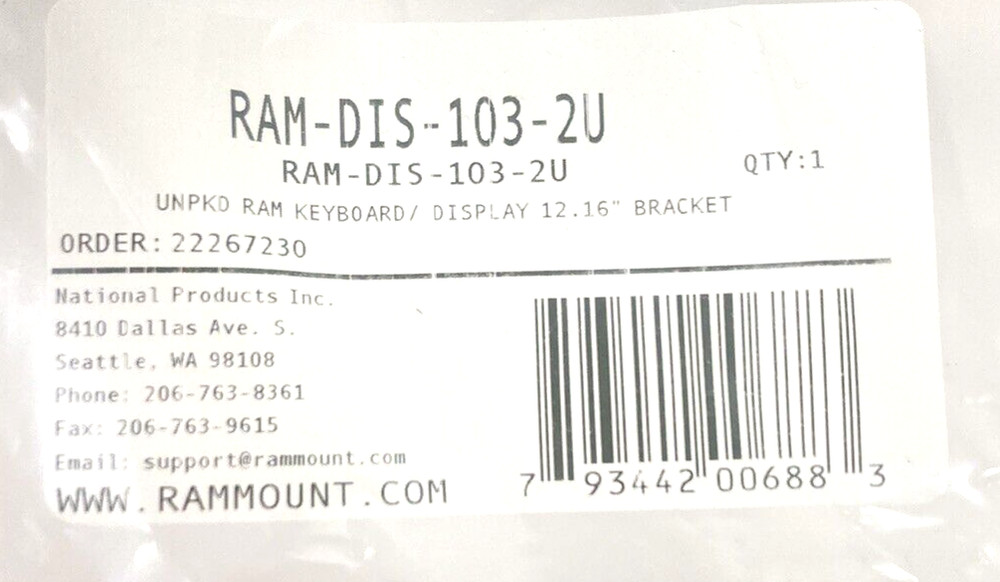 RAM-DIS-103-2U
RAM-DIS-103-2U
QTY:1
UNPKD RAM KEYBOARD/ DISPLAY 12.16" BRACKET
ORDER: 22267230
National Products Inc.
8410 Dallas Ave. S.
Seattle, WA 98108
Phone: 206-763-8361
Fax: 206-763-9615
Email: support@rammount.com
WWW.RAMMOUNT.COM
7 93442 00688 3